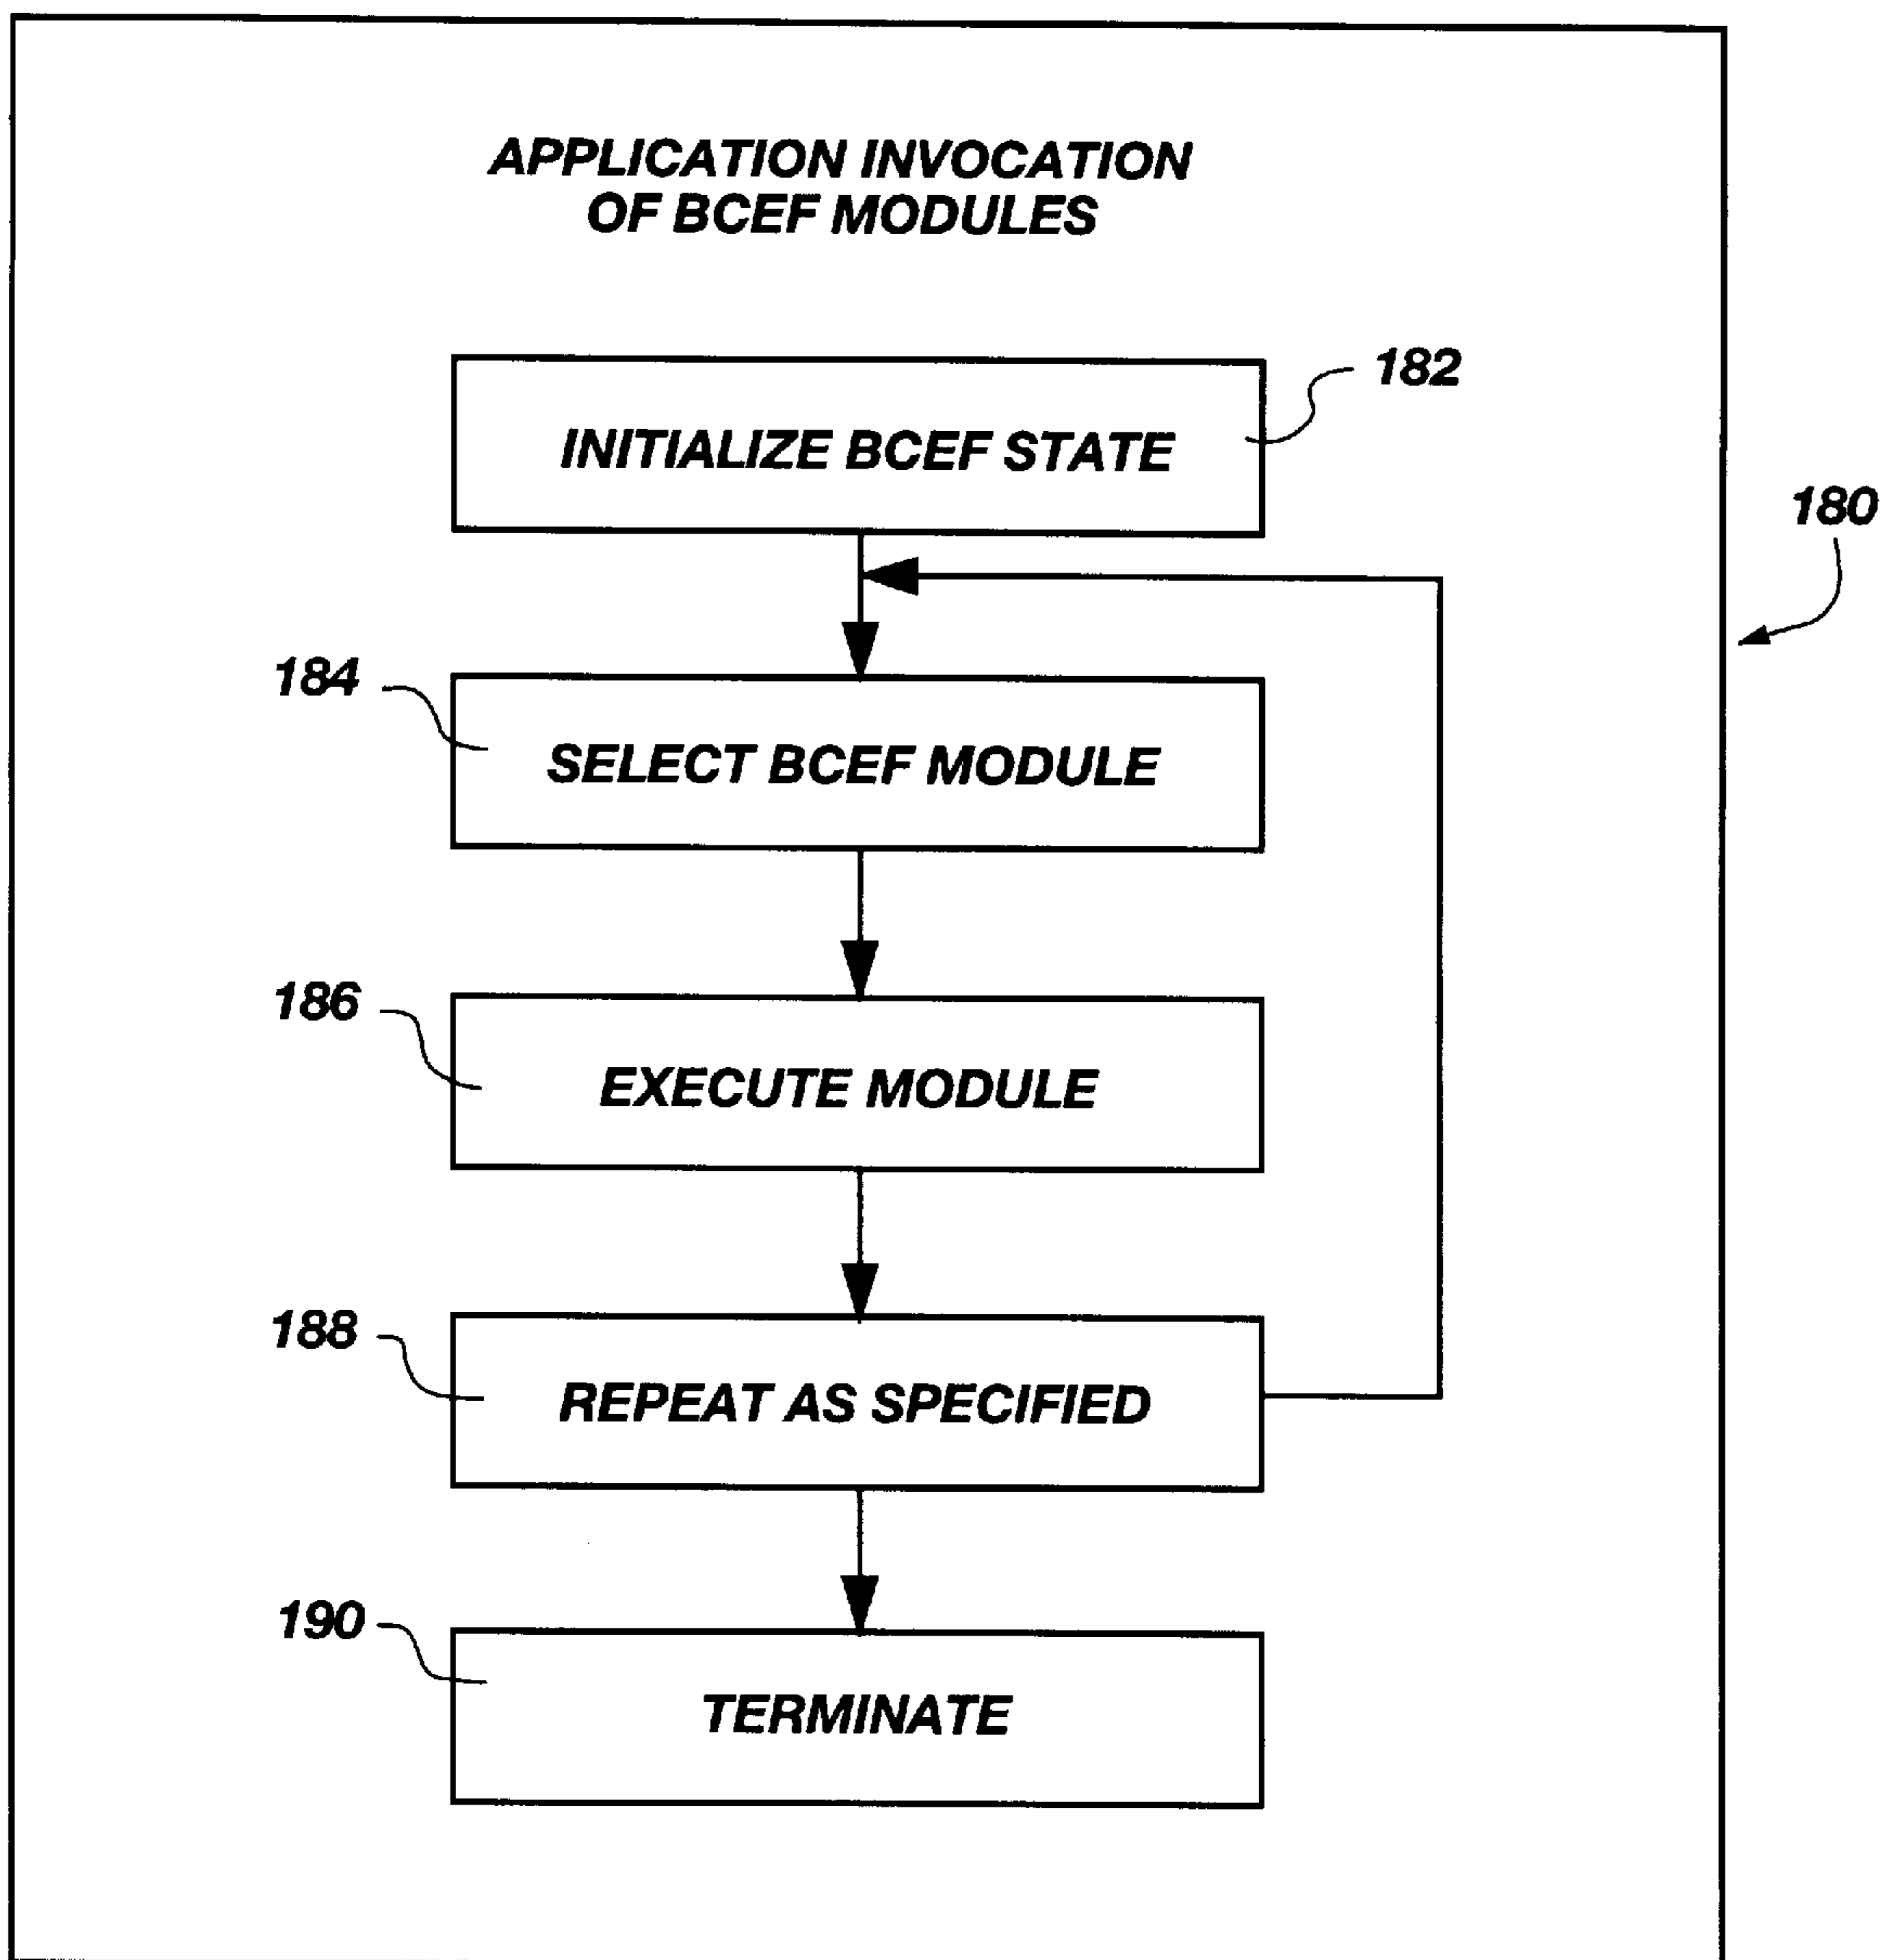 APPLICATION INVOCATION
OF BCEF MODULES
182
INITIALIZE BCEF STATE
180
184
SELECT BCEF MODULE
186
EXECUTE MODULE
188
REPEAT AS SPECIFIED
190
TERMINATE